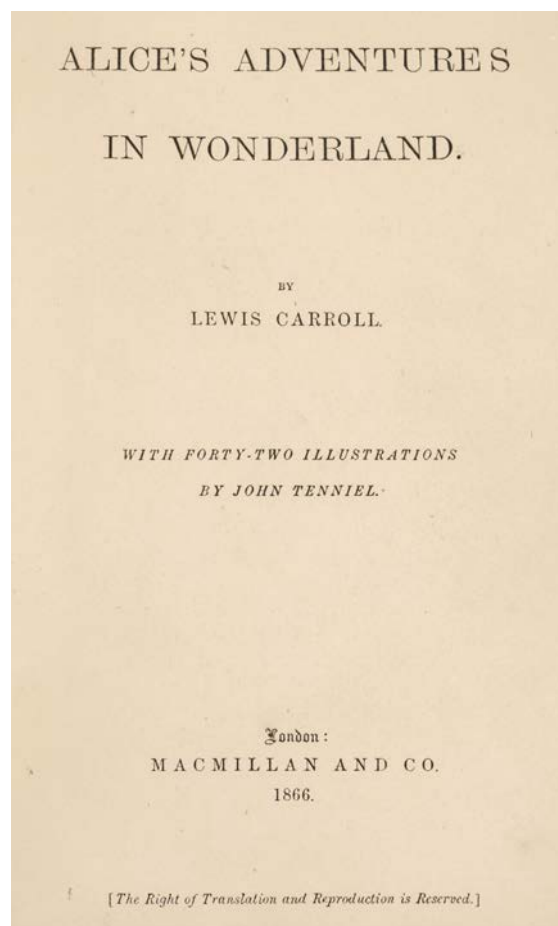 ALICE'S ADVENTURES
IN WONDERLAND.
BY
LEWIS CARROLL.
WITH FORTY-TWO ILLUSTRATIONS
BY JOHN TENNIEL.
London:
MACMILLAN AND CO.
1866.
[The Right of Translation and Reproduction is Reserved.]